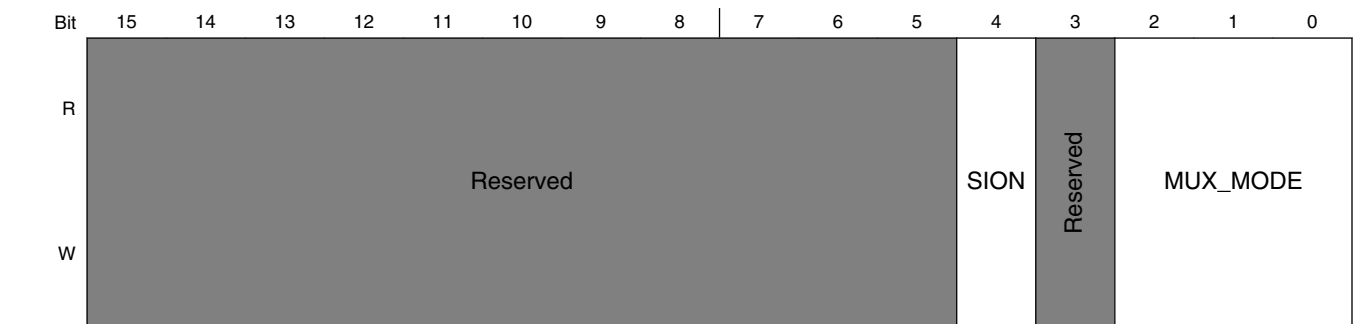 Bit 15 14 13 12 11 10 9 8 7 6 5 4 3 2 1 0
R
Reserved SION Reserved MUX_MODE
W